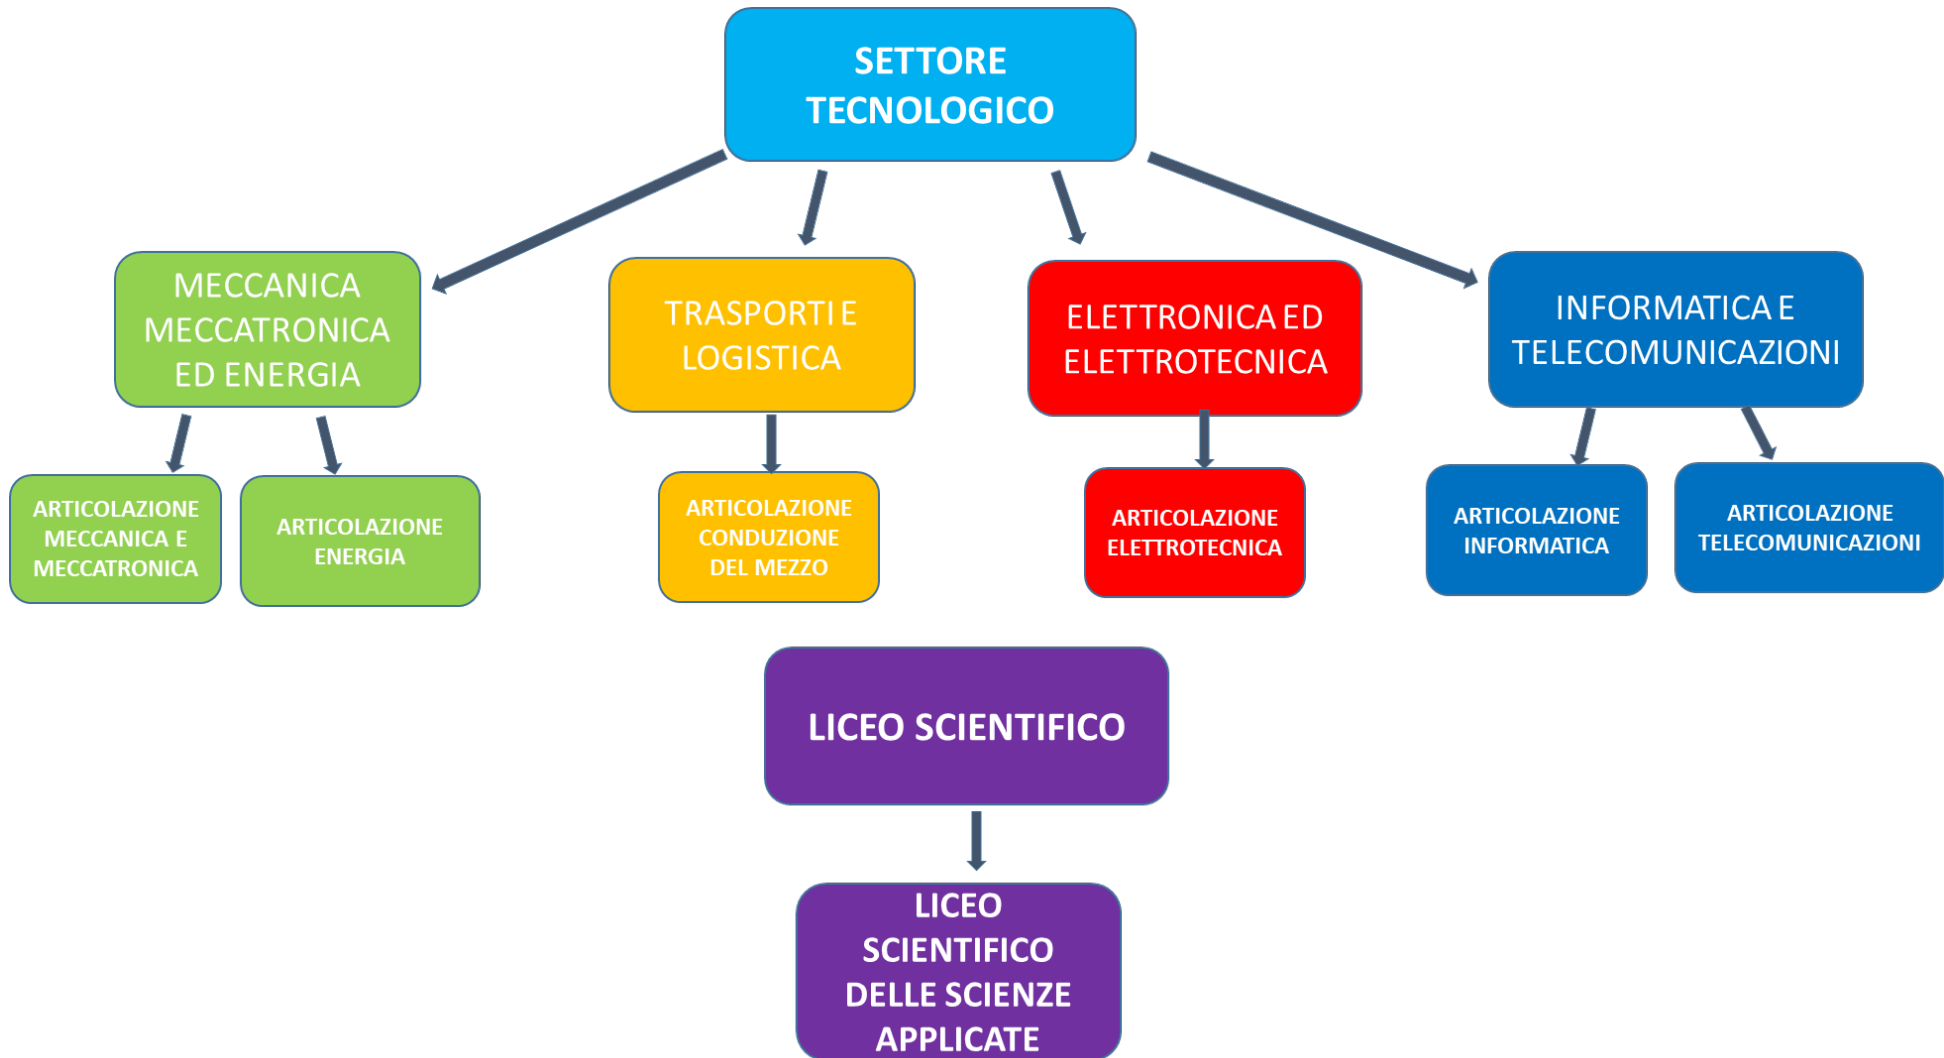 SETTORE
TECNOLOGICO
MECCANICA
MECCATRONICA
ED ENERGIA
TRASPORTI E
LOGISTICA
ELETTRONICA ED
ELETTROTECNICA
INFORMATICA E
TELECOMUNICAZIONI
ARTICOLAZIONE
MECCANICA E
MECCATRONICA
ARTICOLAZIONE
ENERGIA
ARTICOLAZIONE
CONDUZIONE
DEL MEZZO
ARTICOLAZIONE
ELETTROTECNICA
ARTICOLAZIONE
INFORMATICA
ARTICOLAZIONE
TELECOMUNICAZIONI
LICEO SCIENTIFICO
LICEO
SCIENTIFICO
DELLE SCIENZE
APPLICATE